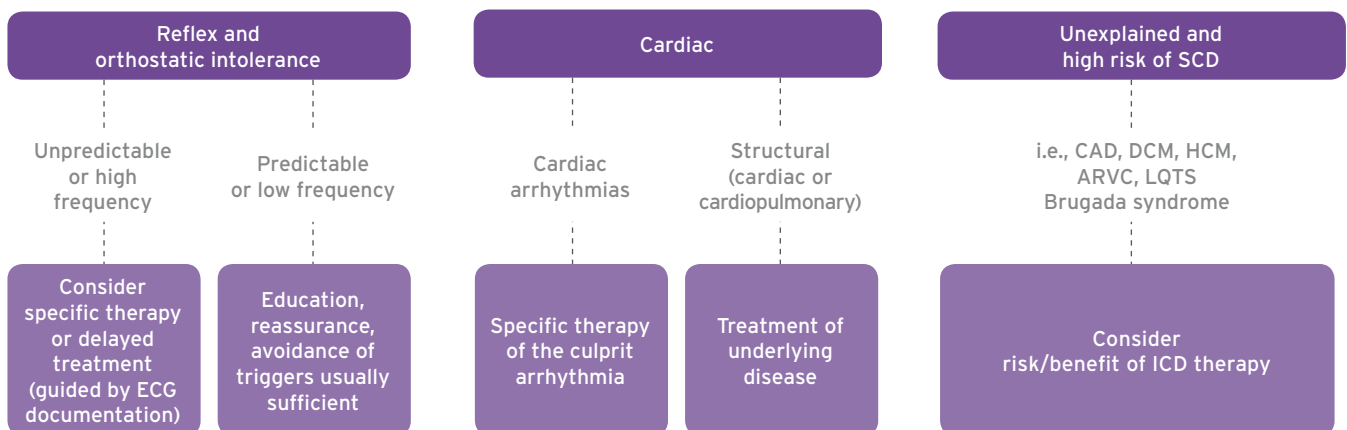 Reflex and
orthostatic intolerance
Cardiac
Unexplained and
high risk of SCD
Unpredictable
or high
frequency
Predictable
or low frequency
Cardiac
arrhythmias
Structural
(cardiac or
cardiopulmonary)
i.e., CAD, DCM, HCM,
ARVC, LQTS
Brugada syndrome
Consider
specific therapy
or delayed
treatment
(guided by ECG
documentation)
Education,
reassurance,
avoidance of
triggers usually
sufficient
Specific therapy
of the culprit
arrhythmia
Treatment of
underlying
disease
Consider
risk/benefit of ICD therapy